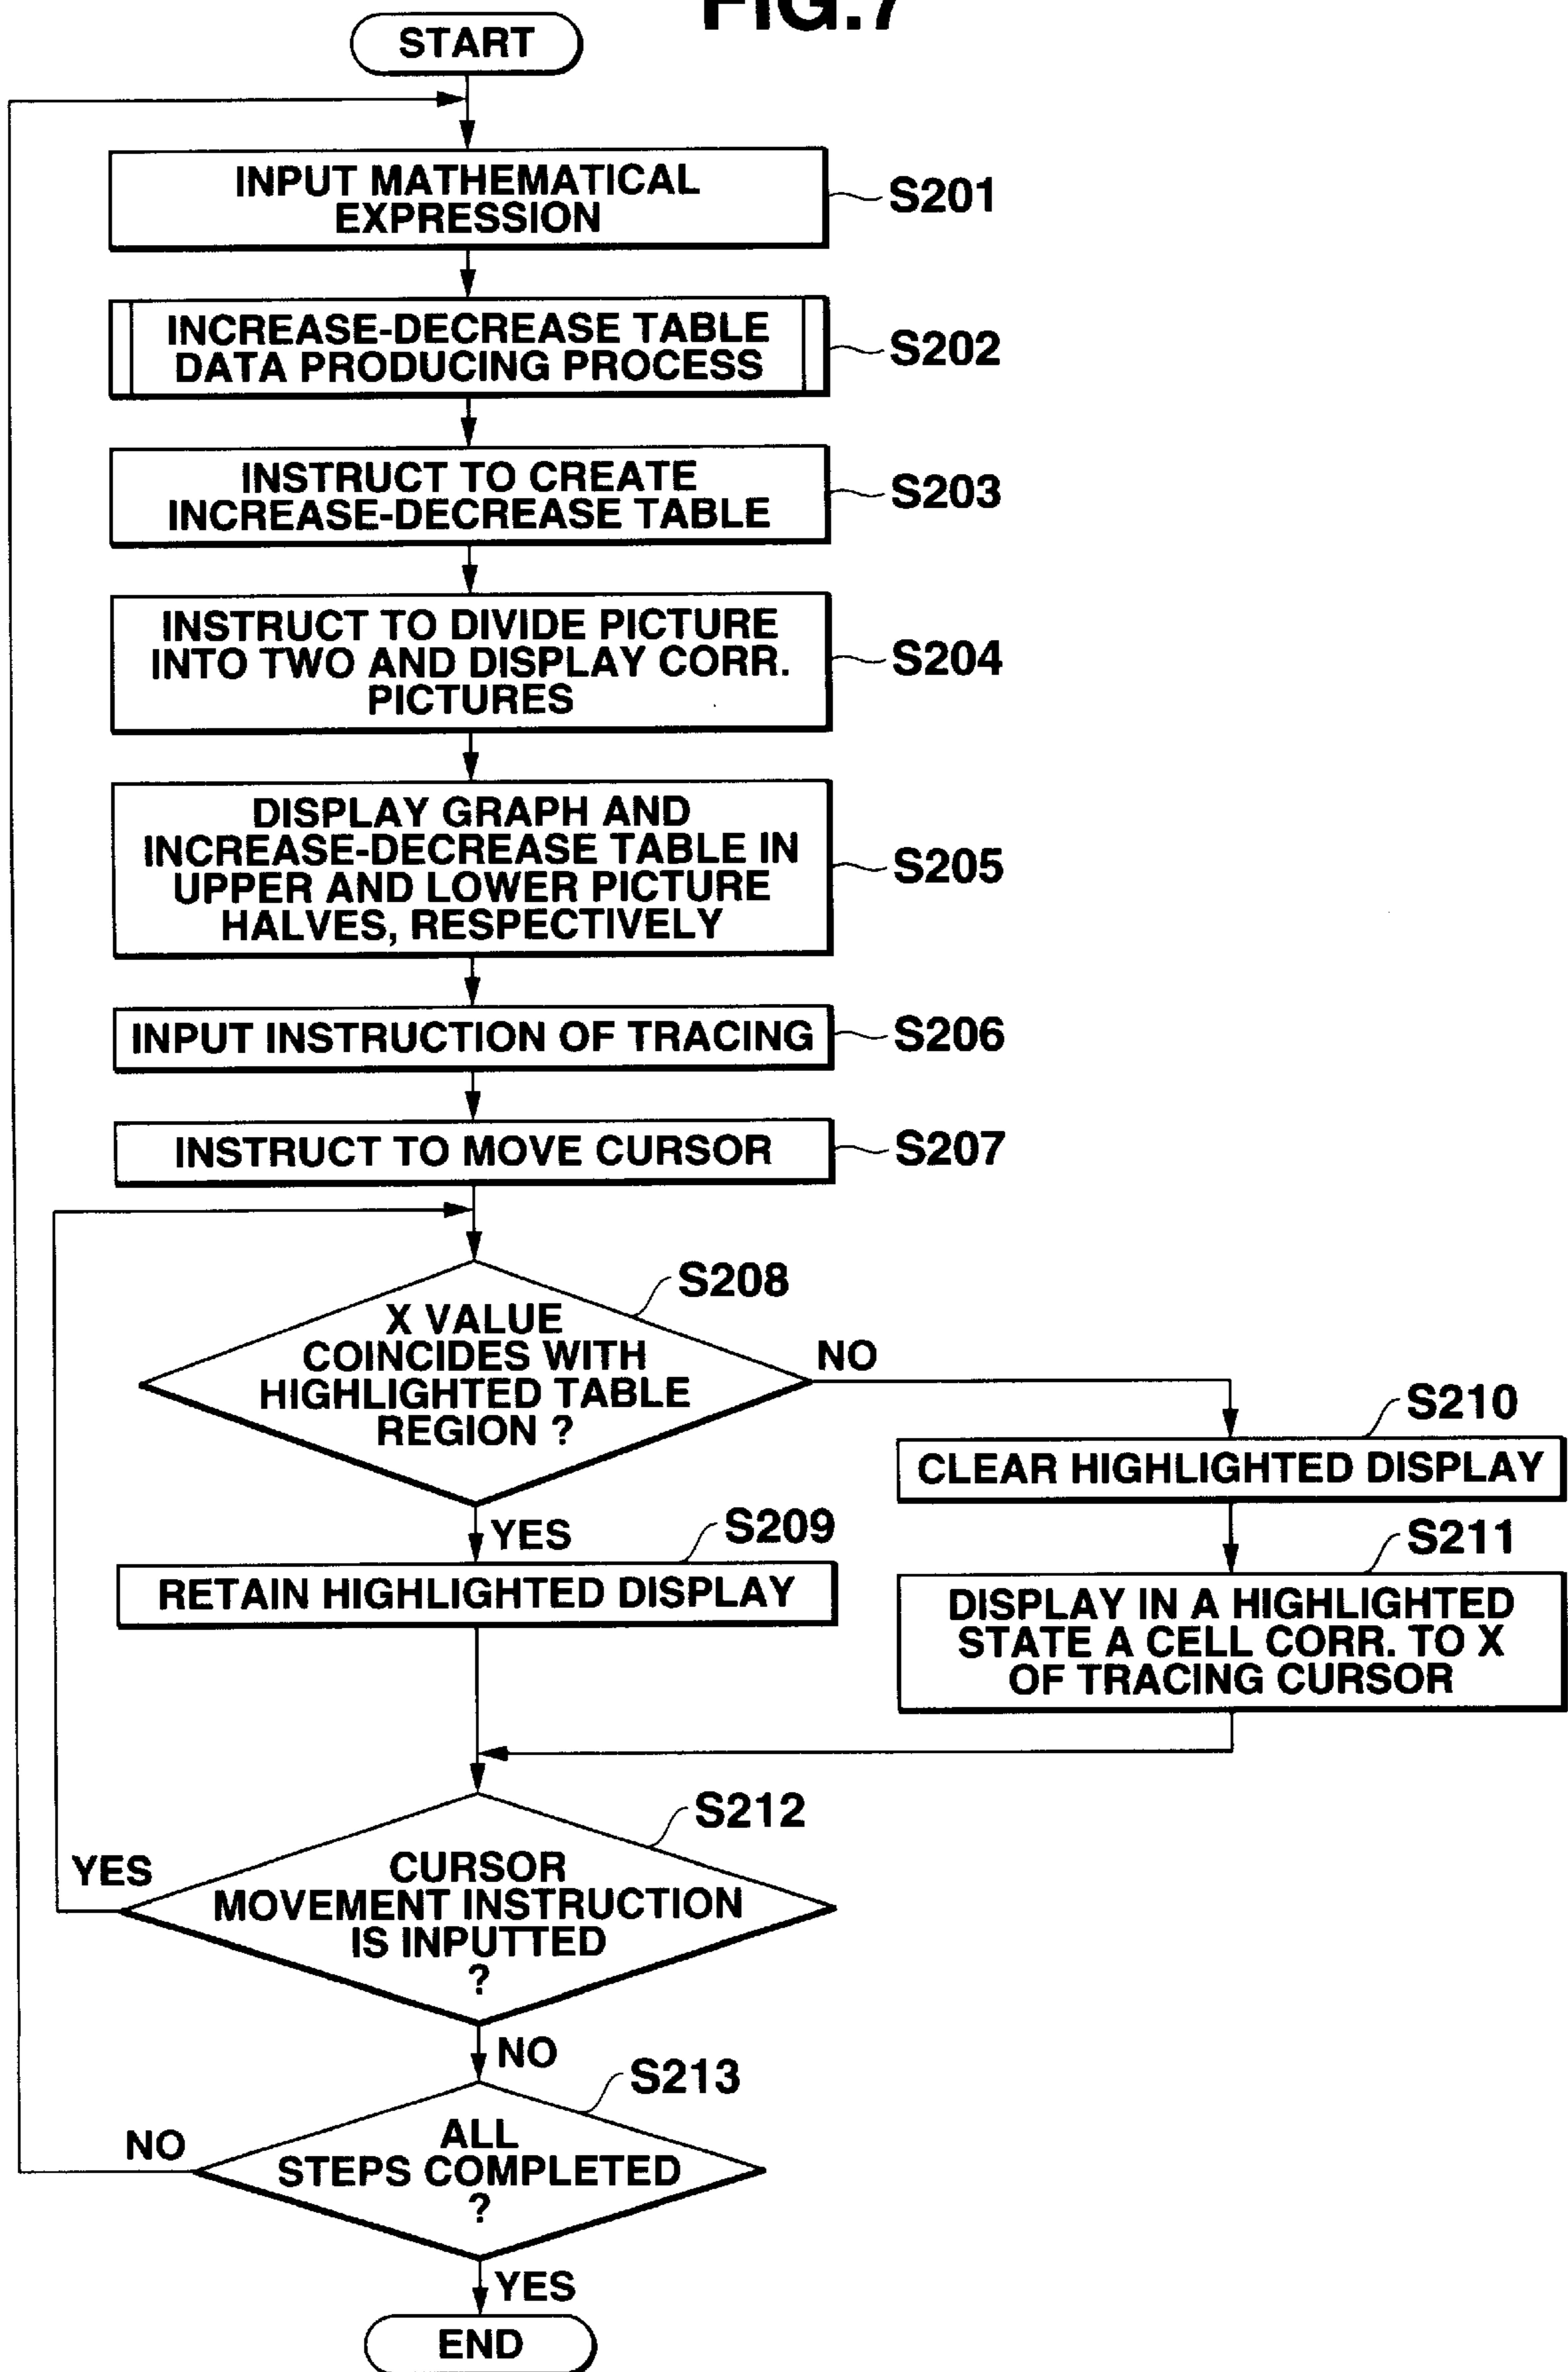 FIG.7
START
INPUT MATHEMATICAL
EXPRESSION
S201
INCREASE-DECREASE TABLE
DATA PRODUCING PROCESS
S202
INSTRUCT TO CREATE
INCREASE-DECREASE TABLE
S203
INSTRUCT TO DIVIDE PICTURE
INTO TWO AND DISPLAY CORR.
PICTURES
S204
DISPLAY GRAPH AND
INCREASE-DECREASE TABLE IN
UPPER AND LOWER PICTURE
HALVES, RESPECTIVELY
S205
INPUT INSTRUCTION OF TRACING
S206
INSTRUCT TO MOVE CURSOR
S207
S208
X VALUE
COINCIDES WITH
HIGHLIGHTED TABLE
REGION ?
NO
YES
S209
RETAIN HIGHLIGHTED DISPLAY
S210
CLEAR HIGHLIGHTED DISPLAY
S211
DISPLAY IN A HIGHLIGHTED
STATE A CELL CORR. TO X
OF TRACING CURSOR
S212
CURSOR
MOVEMENT INSTRUCTION
IS INPUTTED
?
YES
NO
S213
ALL
STEPS COMPLETED
?
NO
YES
END